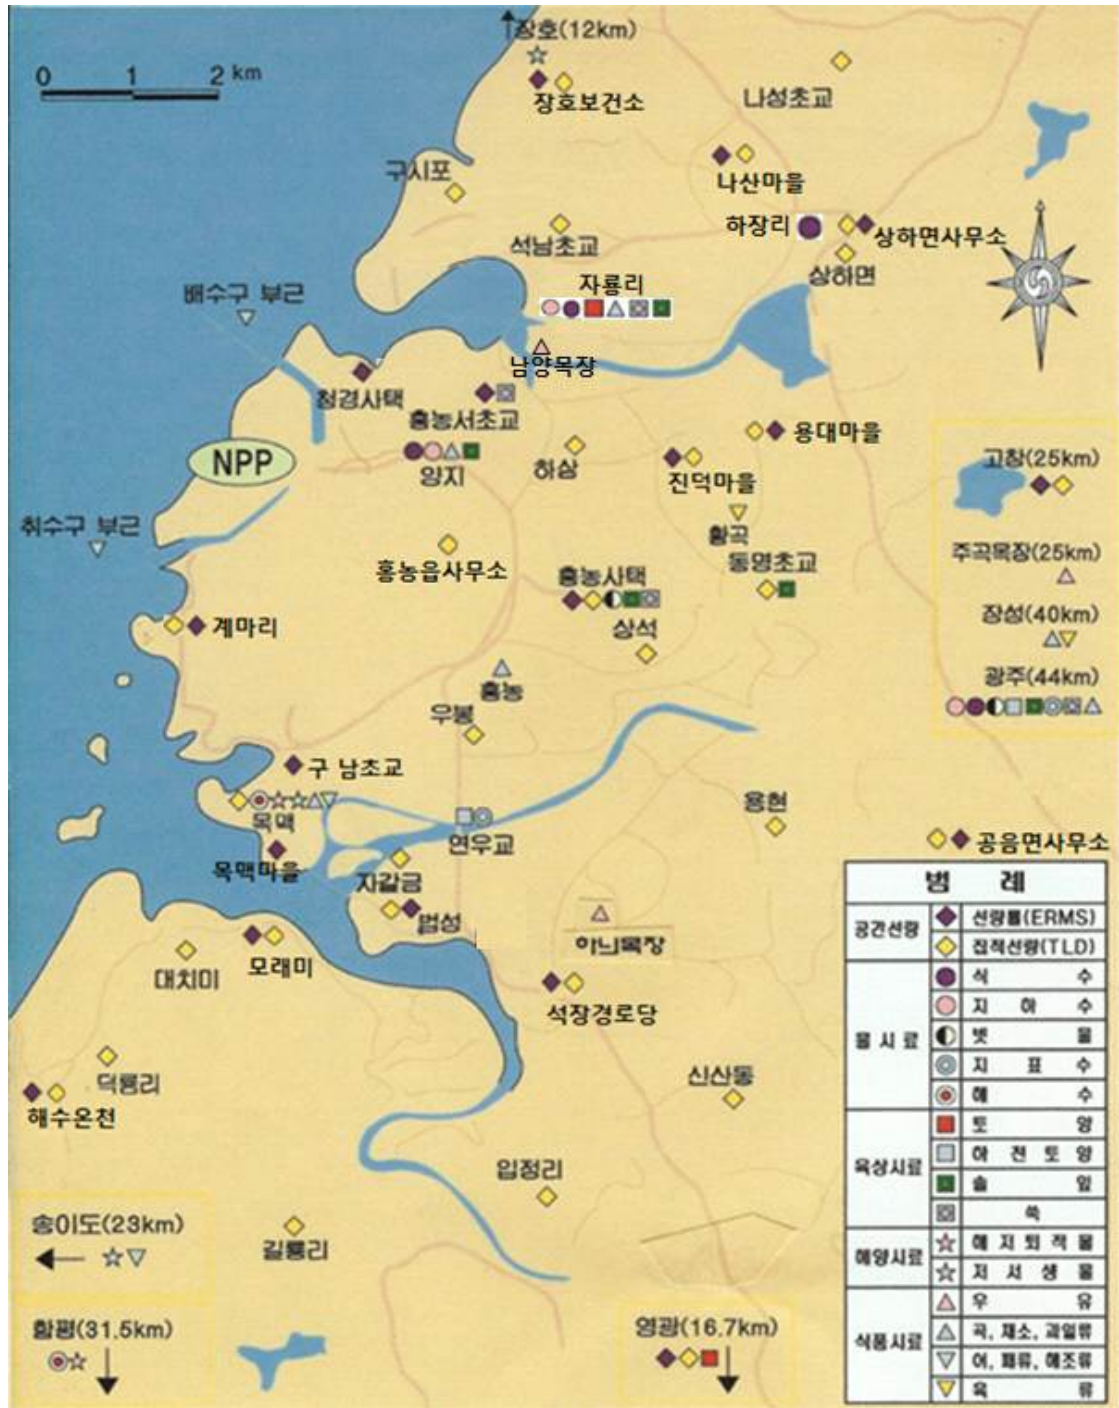 장호(12km)
0 1 2 km
장호보건소
나성초교
구시포
나산마을
하장리
상하면사무소
석남초교
상하면
자룡리
배수구 부근
남양목장
청경사택
홍농서초교
용대마을
NPP
양지
하삼
진덕마을
고창(25km)
취수구 부근
황곡
주곡목장(25km)
홍농읍사무소
홍농사택
동명초교
계마리
상석
장성(40km)
홍농
광주(44km)
우봉
구 남초교
목맥
연우교
용현
공음면사무소
목맥마을
자갈금
법성
대치미
모래미
석장경로당
덕룡리
해수온천
신산동
입정리
송이도(23km)
길룡리
함평(31.5km)
영광(16.7km)
범 례
공간선량
선량률(ERMS)
집적선량(TLD)
물 시 료
식 수
지 하 수
빗 물
지 표 수
해 수
육상시료
토 양
하 천 토 양
솔 잎
쑥
해양시료
해 저 퇴 적 물
저 서 생 물
식품시료
우 유
곡, 채소, 과일류
어, 패류, 해조류
육 류